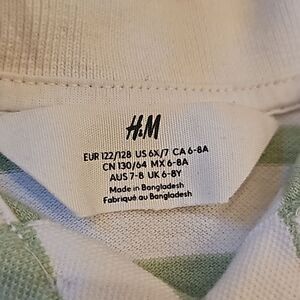 H&M
EUR 122/128 US 6X/7 CA 6-8A
CN 130/64 MX 6-8A
AUS 7-8 UK 6-8Y
Made in Bangladesh
Fabriqué au Bangladesh